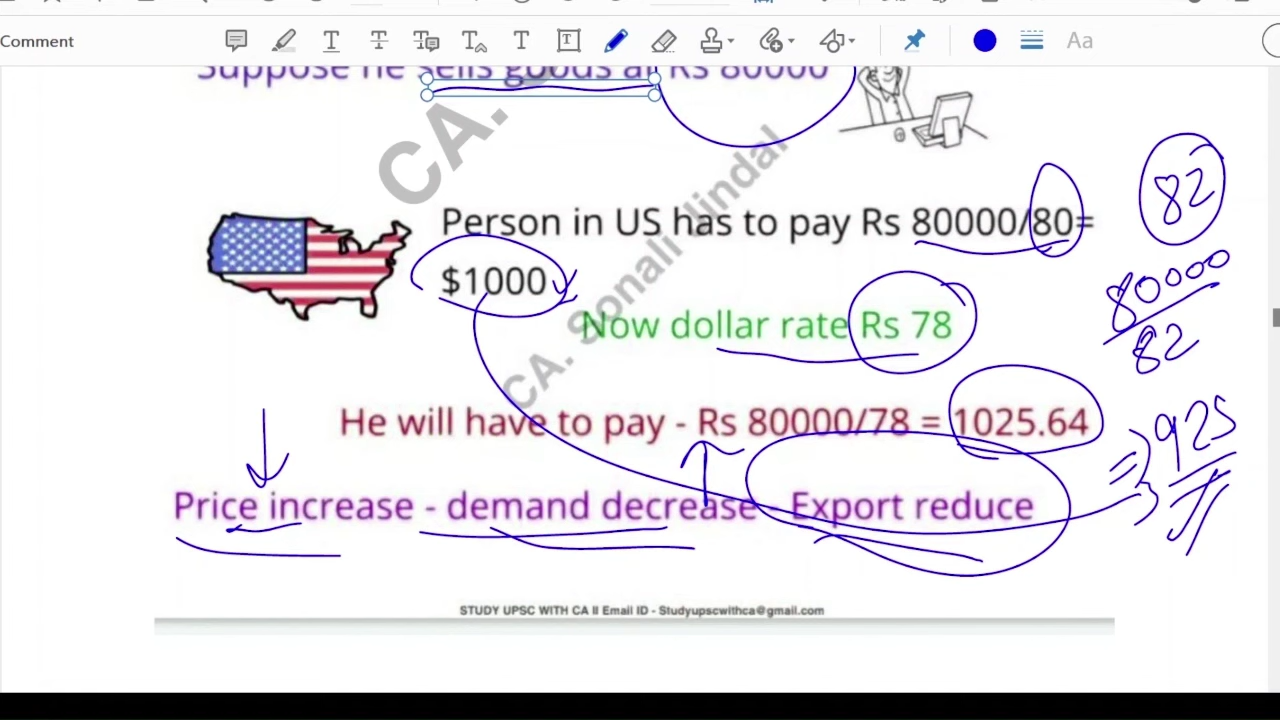 Comment
Aa
Suppose he sells goods at Rs 80000
CA.
CA. Sonali Jindal
Person in US has to pay Rs 80000/80=
$1000
82
80000
82
Now dollar rate Rs 78
He will have to pay - Rs 80000/78 = 1025.64
925
Price increase - demand decrease - Export reduce
STUDY UPSC WITH CA II Email ID - Studyupscwithca@gmail.com